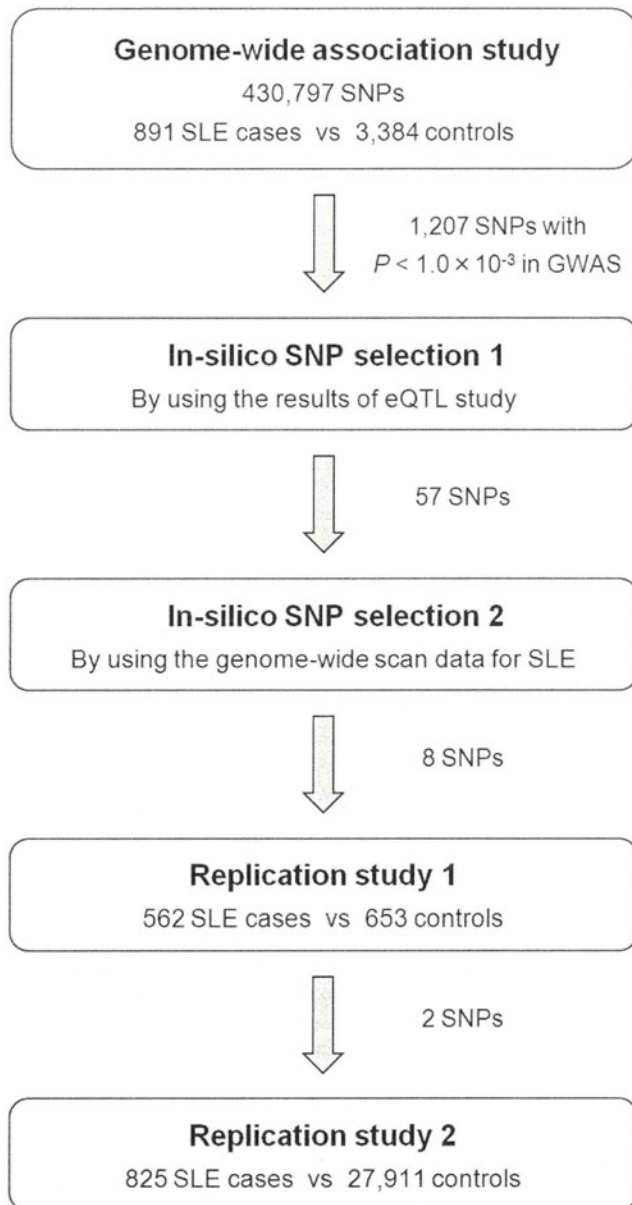 Genome-wide association study
430,797 SNPs
891 SLE cases vs 3,384 controls
1,207 SNPs with
P < 1.0 × 10⁻³ in GWAS
In-silico SNP selection 1
By using the results of eQTL study
57 SNPs
In-silico SNP selection 2
By using the genome-wide scan data for SLE
8 SNPs
Replication study 1
562 SLE cases vs 653 controls
2 SNPs
Replication study 2
825 SLE cases vs 27,911 controls